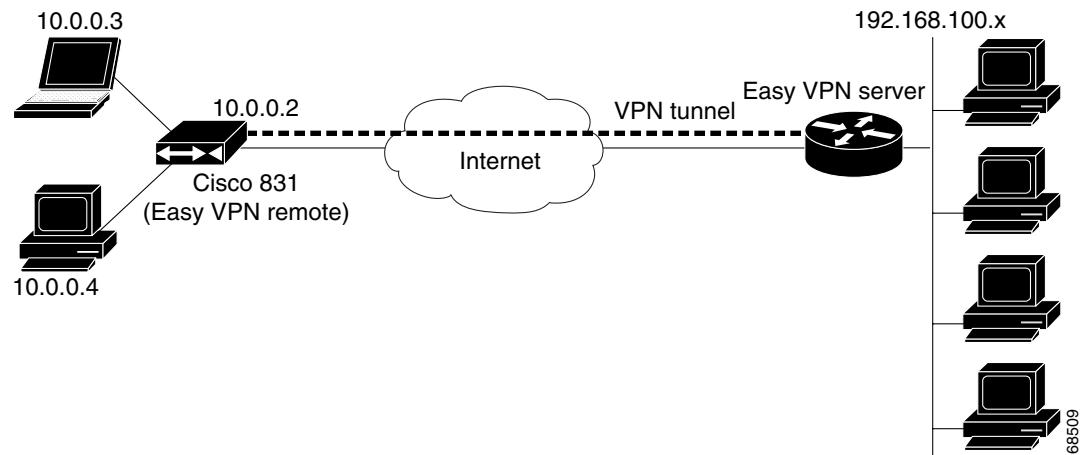 10.0.0.3
192.168.100.x
10.0.0.2
VPN tunnel
Easy VPN server
Internet
Cisco 831
(Easy VPN remote)
10.0.0.4
68509